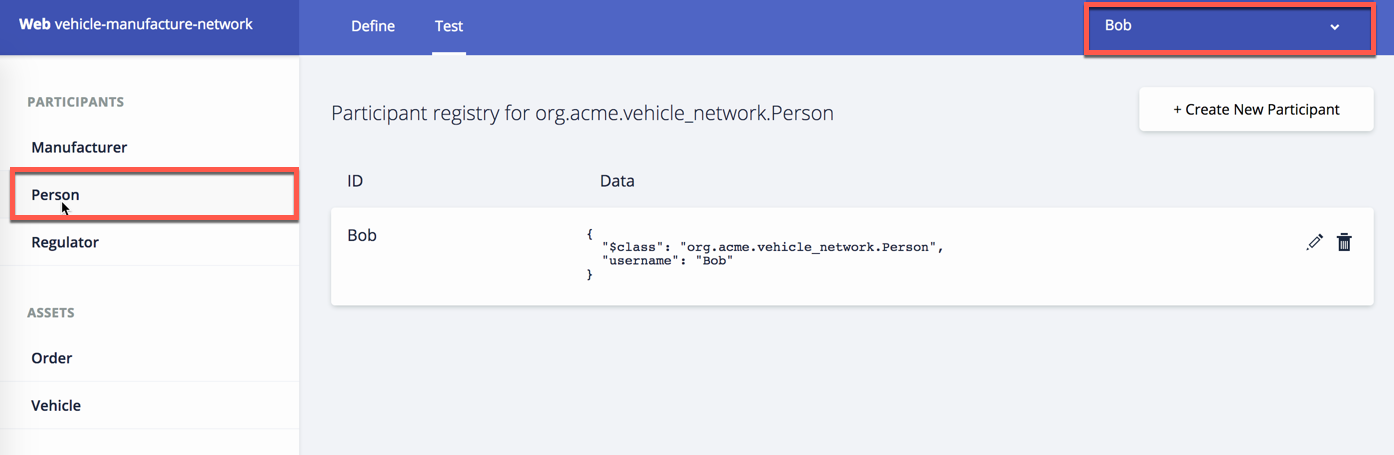 Web vehicle-manufacture-network
Define
Test
Bob
PARTICIPANTS
Manufacturer
Person
Regulator
ASSETS
Order
Vehicle
Participant registry for org.acme.vehicle_network.Person
+ Create New Participant
ID
Data
Bob
{
"$class": "org.acme.vehicle_network.Person",
"username": "Bob"
}